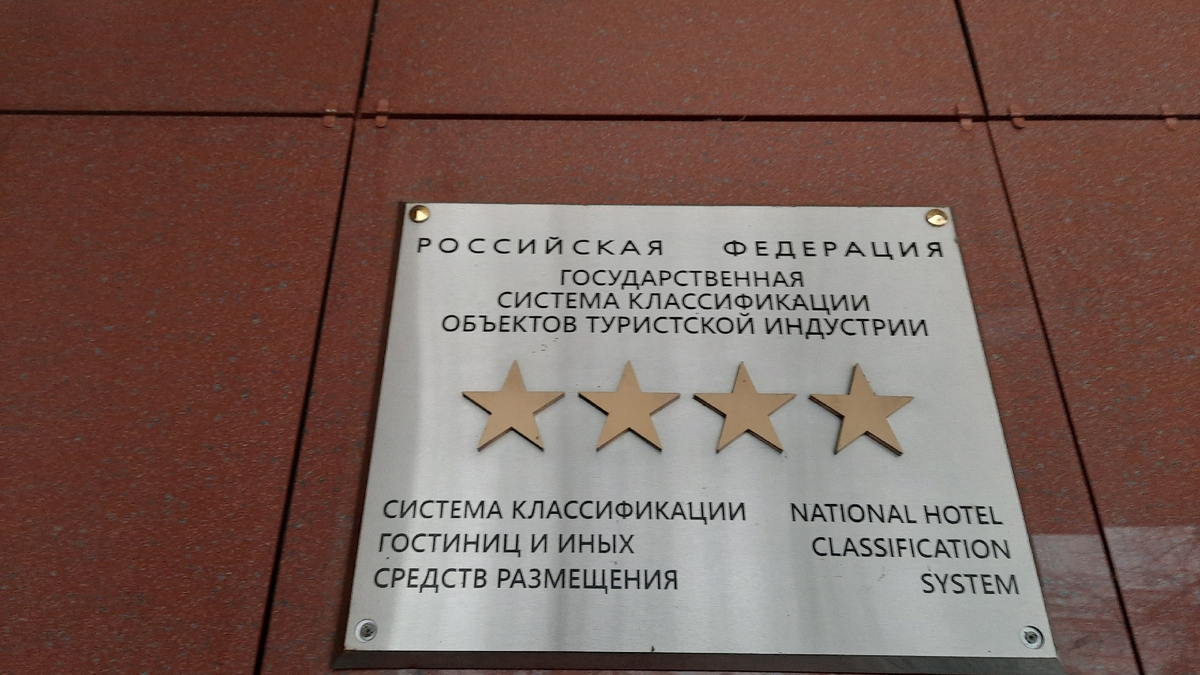 РОССИЙСКАЯ ФЕДЕРАЦИЯ
ГОСУДАРСТВЕННАЯ
СИСТЕМА КЛАССИФИКАЦИИ
ОБЪЕКТОВ ТУРИСТСКОЙ ИНДУСТРИИ
СИСТЕМА КЛАССИФИКАЦИИ
ГОСТИНИЦ И ИНЫХ
СРЕДСТВ РАЗМЕЩЕНИЯ
NATIONAL HOTEL
CLASSIFICATION
SYSTEM